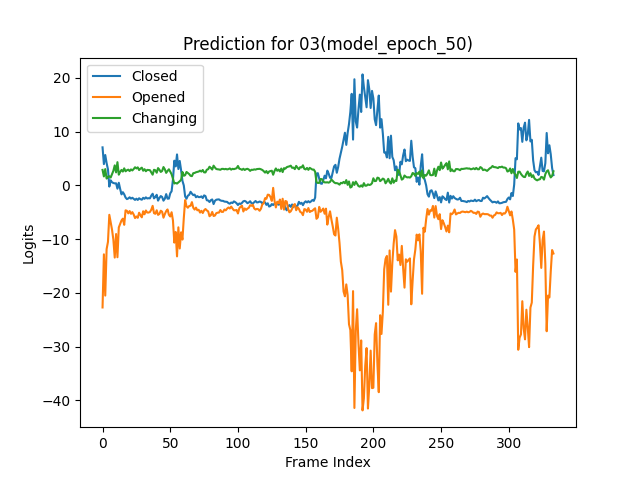 Prediction for 03(model_epoch_50)
Closed
Opened
Changing
Logits
20
10
0
−10
−20
−30
−40
0 50 100 150 200 250 300
Frame Index